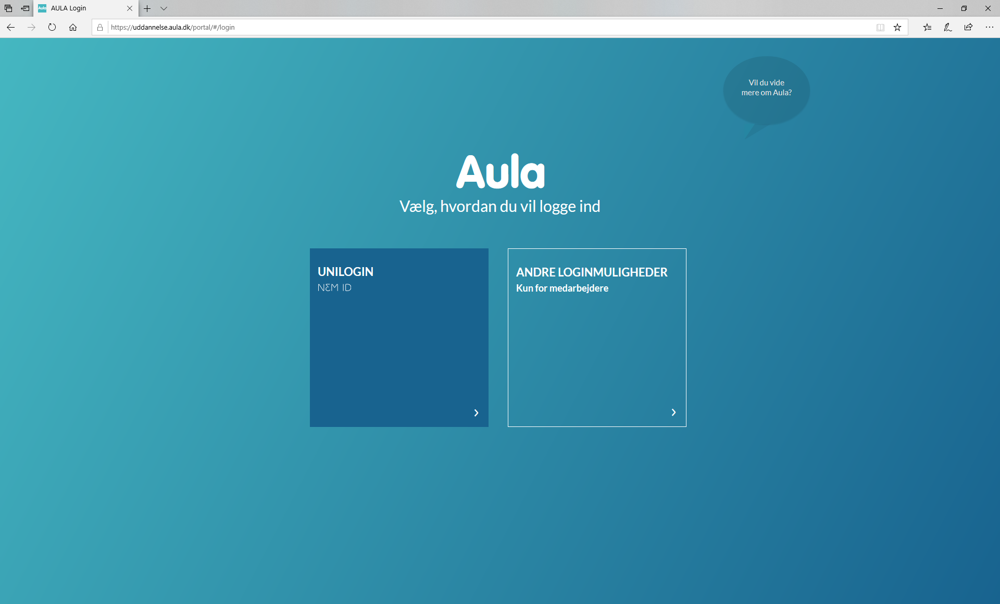 Aula
AULA Login
https://uddannelse.aula.dk/portal/#/login
Vil du vide
mere om Aula?
Aula
Vælg, hvordan du vil logge ind
UNILOGIN
NEM ID
ANDRE LOGINMULIGHEDER
Kun for medarbejdere